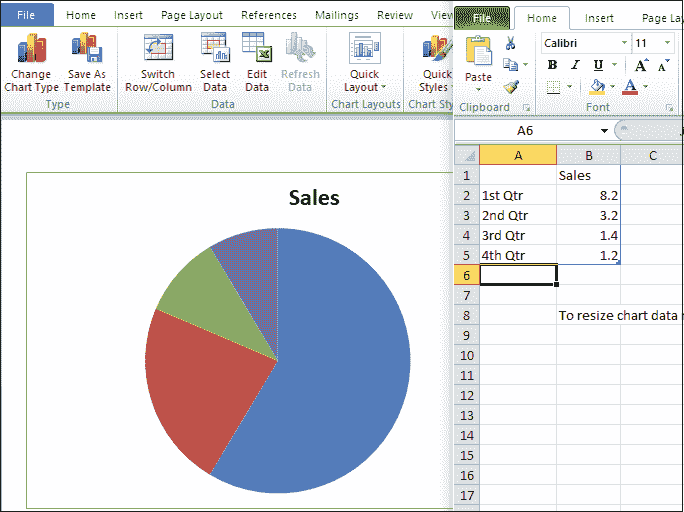 File Home Insert Page Layout References Mailings Review View
Change Chart Type
Save As Template
Switch Row/Column
Select Data
Edit Data
Refresh Data
Quick Layout
Quick Styles
Type Data Chart Layouts Chart Sty
Sales
File Home Insert Page Lay
Paste
Calibri 11
B I U A A
A
Clipboard Font
A6
A B C
1 Sales
2 1st Qtr 8.2
3 2nd Qtr 3.2
4 3rd Qtr 1.4
5 4th Qtr 1.2
6
7
8 To resize chart data
9
10
11
12
13
14
15
16
17